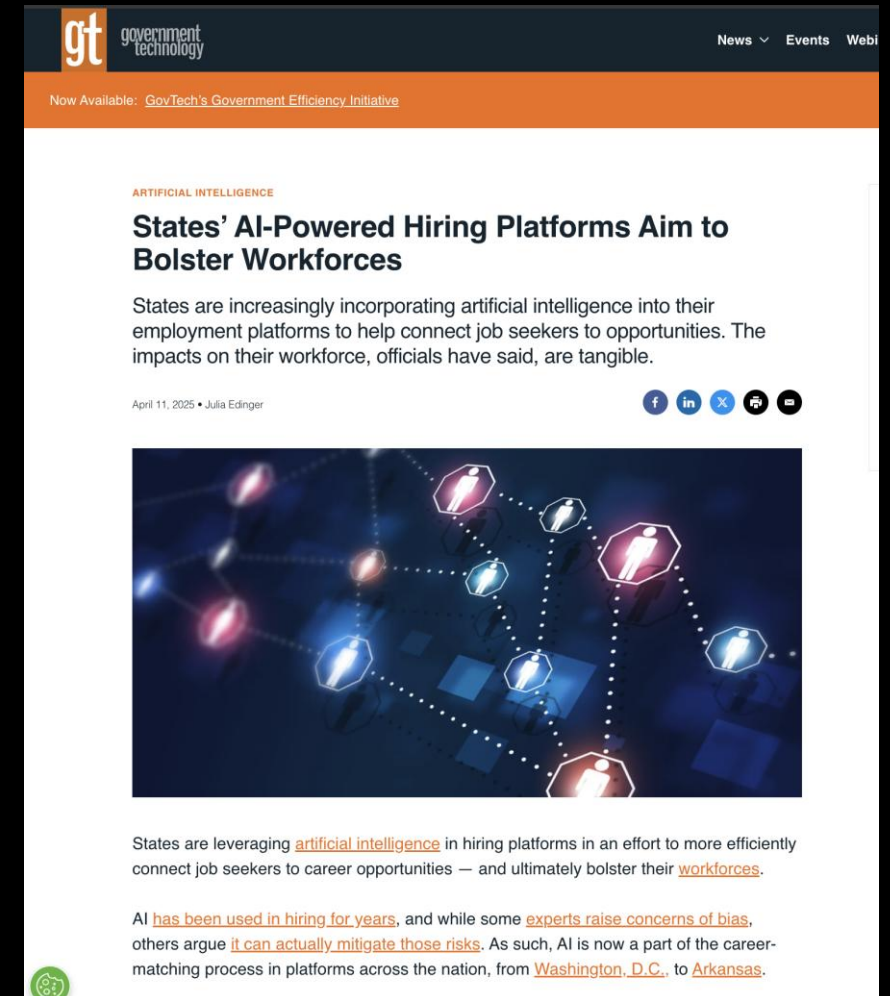 gt government technology
News Events Webi
Now Available: GovTech's Government Efficiency Initiative
ARTIFICIAL INTELLIGENCE
States' AI-Powered Hiring Platforms Aim to
Bolster Workforces
States are increasingly incorporating artificial intelligence into their
employment platforms to help connect job seekers to opportunities. The
impacts on their workforce, officials have said, are tangible.
April 11, 2025 • Julia Edinger
f in X
States are leveraging artificial intelligence in hiring platforms in an effort to more efficiently
connect job seekers to career opportunities — and ultimately bolster their workforces.
AI has been used in hiring for years, and while some experts raise concerns of bias,
others argue it can actually mitigate those risks. As such, AI is now a part of the career-
matching process in platforms across the nation, from Washington, D.C., to Arkansas.